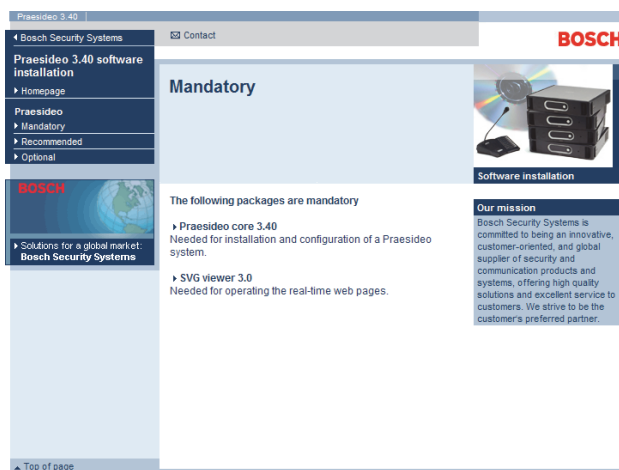 Praesideo 3.40
Bosch Security Systems
Contact
BOSCH
Praesideo 3.40 software
installation
Homepage
Praesideo
Mandatory
Recommended
Optional
BOSCH
Solutions for a global market:
Bosch Security Systems
Mandatory
The following packages are mandatory
Praesideo core 3.40
Needed for installation and configuration of a Praesideo
system.
SVG viewer 3.0
Needed for operating the real-time web pages.
Software installation
Our mission
Bosch Security Systems is
committed to being an innovative,
customer-oriented, and global
supplier of security and
communication products and
systems, offering high quality
solutions and excellent service to
customers. We strive to be the
customer's preferred partner.
Top of page